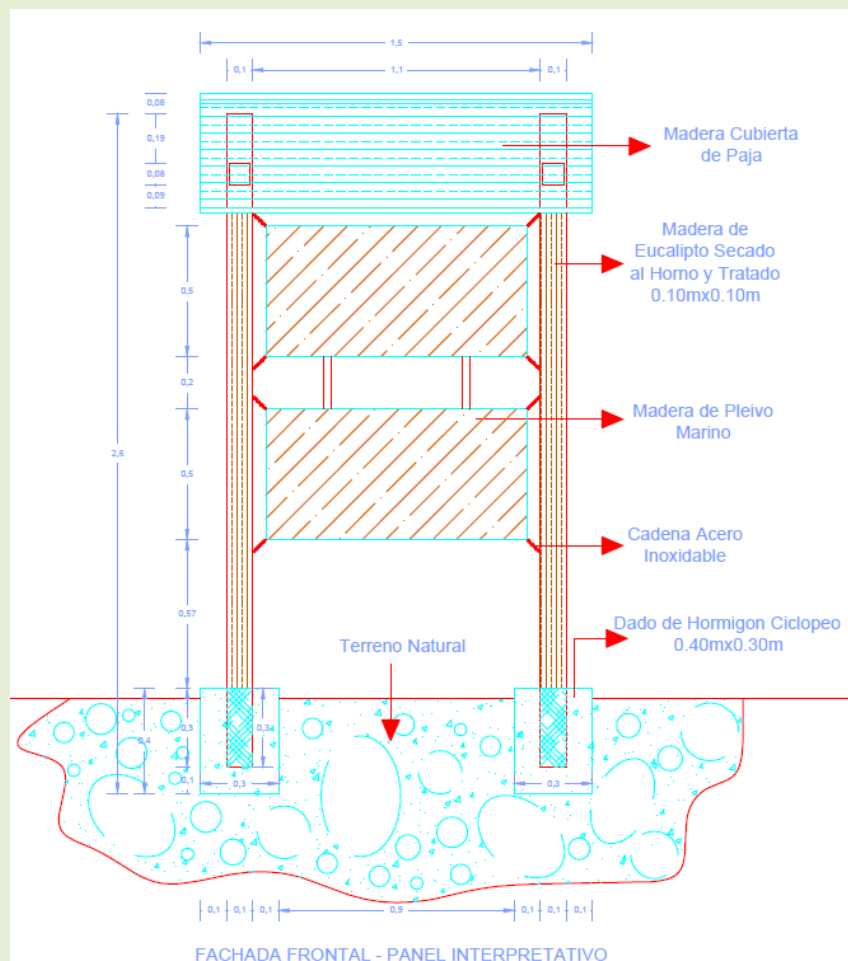 1,5
0,1
1,1
0,1
0,08
0,19
0,08
0,09
Madera Cubierta
de Paja
Madera de
Eucalipto Secado
al Horno y Tratado
0.10mx0.10m
0,5
0,2
2,6
Madera de Pleivo
Marino
0,5
Cadena Acero
Inoxidable
0,57
Dado de Hormigon Ciclopeo
0.40mx0.30m
Terreno Natural
0,3
0,4
0,3
0,3
0,1
0,3
0,3
0,1
0,1
0,1
0,9
0,1
0,1
0,1
FACHADA FRONTAL - PANEL INTERPRETATIVO